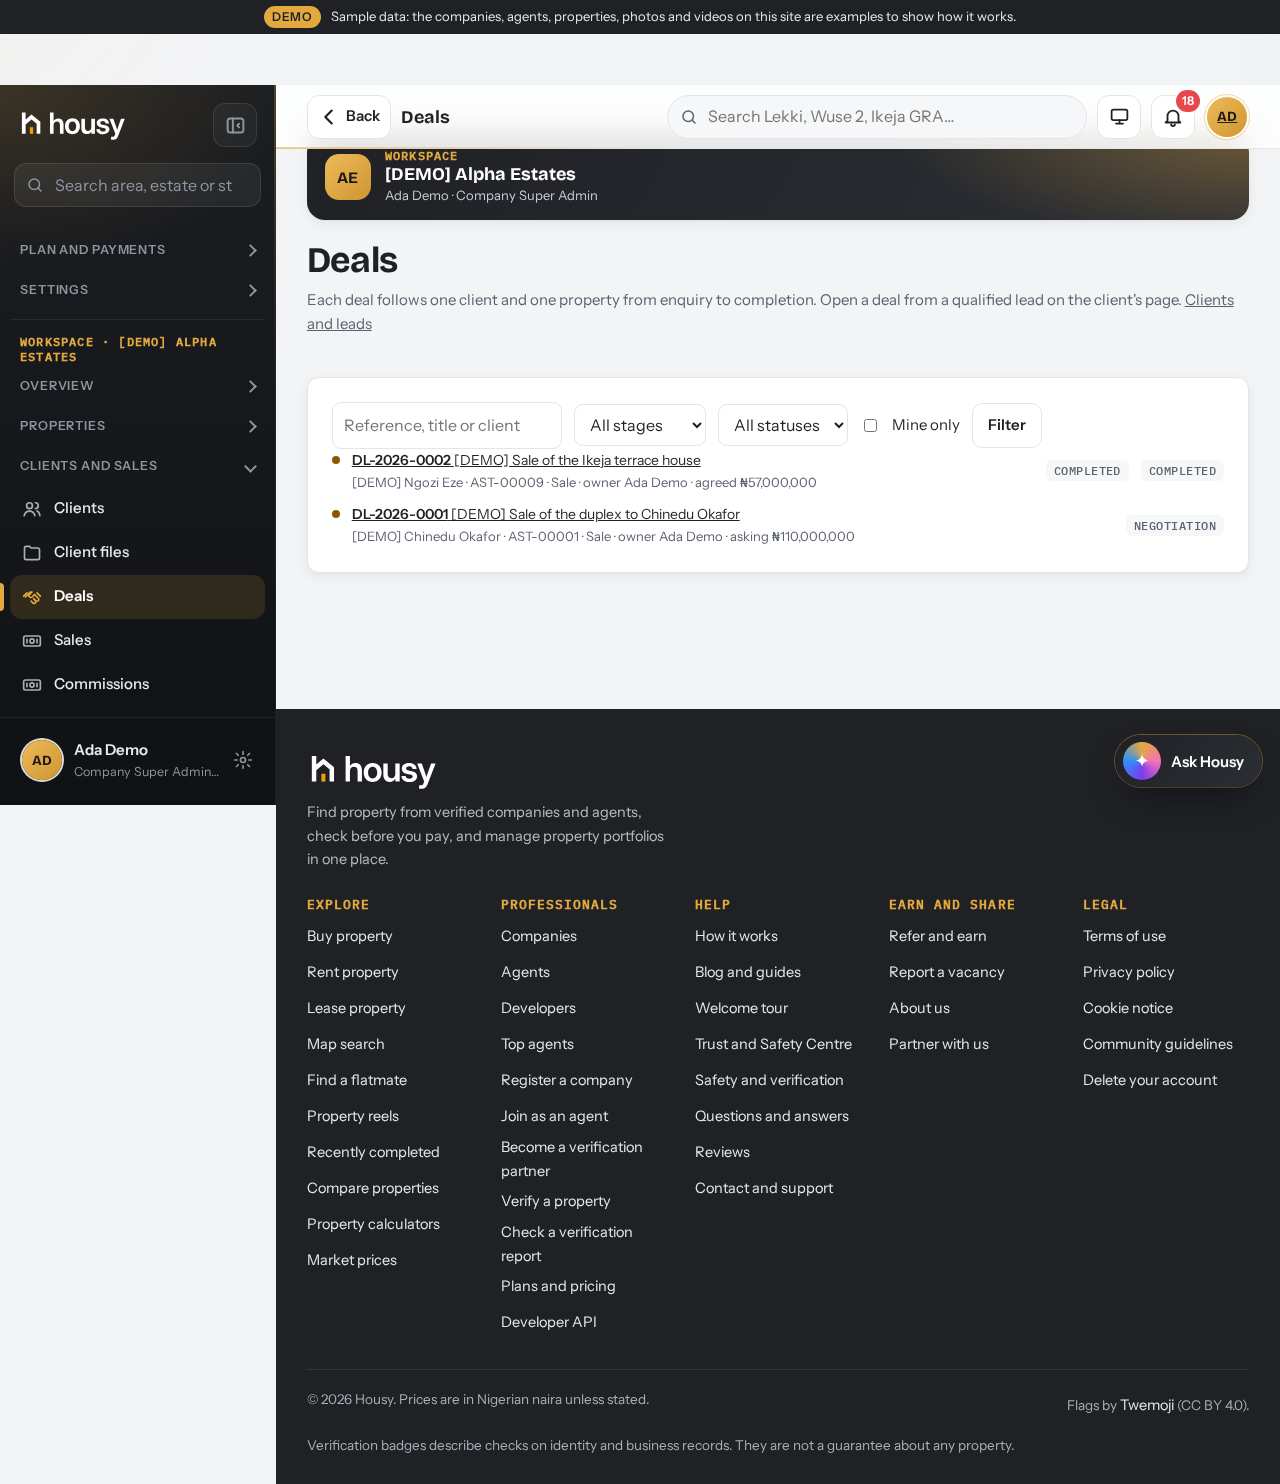 DEMO Sample data: the companies, agents, properties, photos and videos on this site are examples to show how it works.
housy
Search area, estate or st
PLAN AND PAYMENTS
SETTINGS
WORKSPACE · [DEMO] ALPHA
ESTATES
OVERVIEW
PROPERTIES
CLIENTS AND SALES
Clients
Client files
Deals
Sales
Commissions
AD
Ada Demo
Company Super Admin...
Back
Deals
Search Lekki, Wuse 2, Ikeja GRA...
18
AD
AE
WORKSPACE
[DEMO] Alpha Estates
Ada Demo · Company Super Admin
Deals
Each deal follows one client and one property from enquiry to completion. Open a deal from a qualified lead on the client's page. Clients
and leads
Reference, title or client
All stages
All statuses
Mine only
Filter
DL-2026-0002 [DEMO] Sale of the Ikeja terrace house
[DEMO] Ngozi Eze · AST-00009 · Sale · owner Ada Demo · agreed ₦57,000,000
COMPLETED
COMPLETED
DL-2026-0001 [DEMO] Sale of the duplex to Chinedu Okafor
[DEMO] Chinedu Okafor · AST-00001 · Sale · owner Ada Demo · asking ₦110,000,000
NEGOTIATION
Ask Housy
housy
Find property from verified companies and agents,
check before you pay, and manage property portfolios
in one place.
EXPLORE
Buy property
Rent property
Lease property
Map search
Find a flatmate
Property reels
Recently completed
Compare properties
Property calculators
Market prices
PROFESSIONALS
Companies
Agents
Developers
Top agents
Register a company
Join as an agent
Become a verification
partner
Verify a property
Check a verification
report
Plans and pricing
Developer API
HELP
How it works
Blog and guides
Welcome tour
Trust and Safety Centre
Safety and verification
Questions and answers
Reviews
Contact and support
EARN AND SHARE
Refer and earn
Report a vacancy
About us
Partner with us
LEGAL
Terms of use
Privacy policy
Cookie notice
Community guidelines
Delete your account
© 2026 Housy. Prices are in Nigerian naira unless stated.
Flags by Twemoji (CC BY 4.0).
Verification badges describe checks on identity and business records. They are not a guarantee about any property.